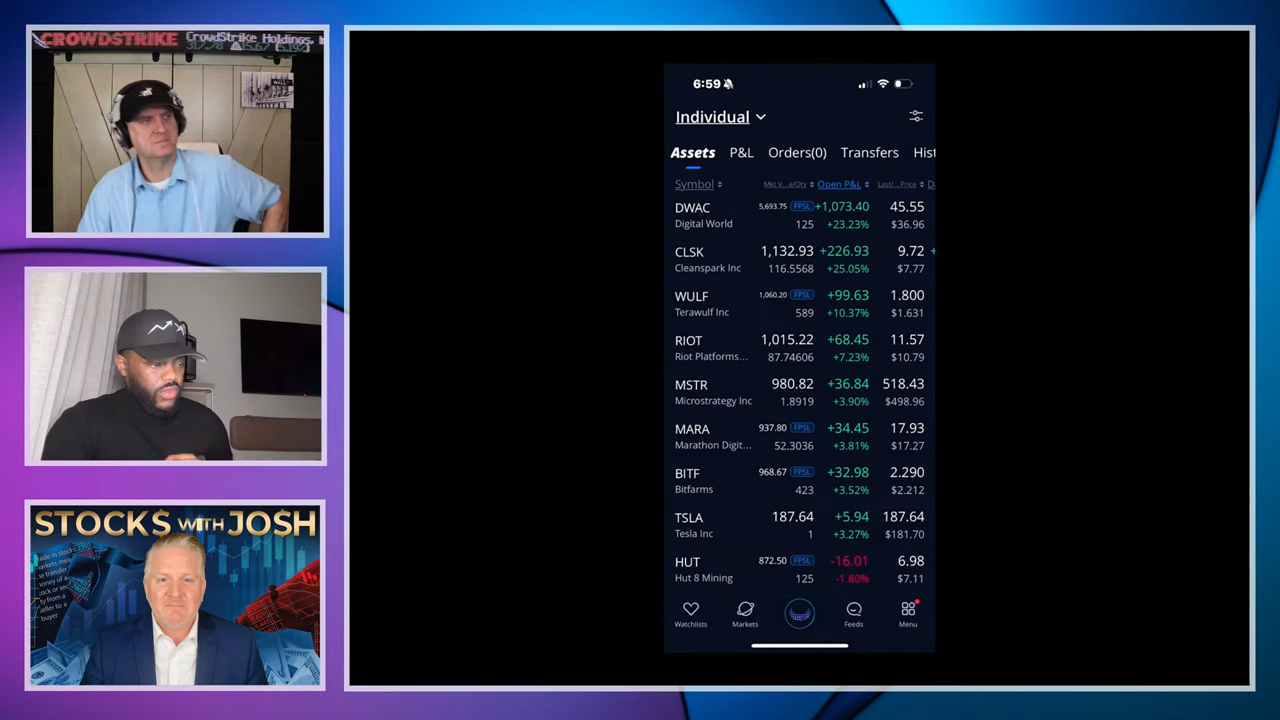 CROWDSTRIKE CrowdStrike Holdings,
WALL
STOCKS WITH JOSH
6:59
Individual
Assets P&L Orders(0) Transfers Hist
Symbol Mkt V...e/Qty Open P&L Last/...Price D
DWAC 5,693.75 FPSL +1,073.40 45.55
Digital World 125 +23.23% $36.96
CLSK 1,132.93 +226.93 9.72 +
Cleanspark Inc 116.5568 +25.05% $7.77
WULF 1,060.20 FPSL +99.63 1.800
Terawulf Inc 589 +10.37% $1.631
RIOT 1,015.22 +68.45 11.57
Riot Platforms... 87.74606 +7.23% $10.79
MSTR 980.82 +36.84 518.43
Microstrategy Inc 1.8919 +3.90% $498.96
MARA 937.80 FPSL +34.45 17.93
Marathon Digit... 52.3036 +3.81% $17.27
BITF 968.67 FPSL +32.98 2.290
Bitfarms 423 +3.52% $2.212
TSLA 187.64 +5.94 187.64
Tesla Inc 1 +3.27% $181.70
HUT 872.50 FPSL -16.01 6.98
Hut 8 Mining 125 -1.80% $7.11
Watchlists Markets Feeds Menu